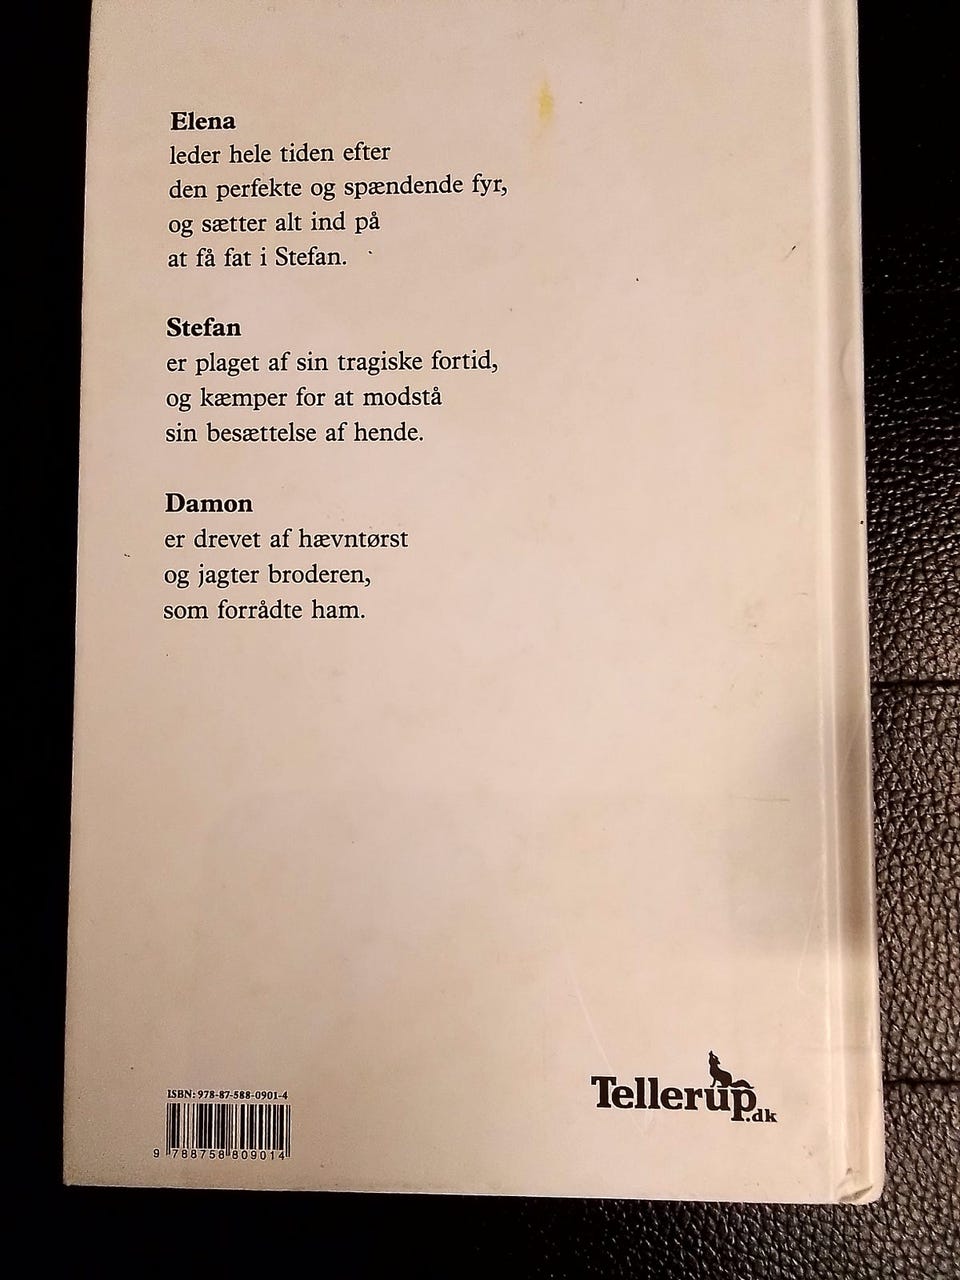 Elena
leder hele tiden efter
den perfekte og spændende fyr,
og sætter alt ind på
at få fat i Stefan.
Stefan
er plaget af sin tragiske fortid,
og kæmper for at modstå
sin besættelse af hende.
Damon
er drevet af hævntørst
og jagter broderen,
som forrådte ham.
ISBN: 978-87-588-0901-4
9 788758 809014
Tellerup.dk